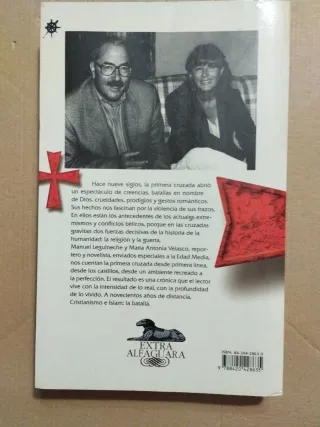 Hace nueve siglos, la primera cruzada abrió
un espectáculo de creencias, batallas en nombre
de Dios, crueldades, prodigios y gestos románticos.
Sus hechos nos fascinan por la violencia de sus trazos.
En ellos están los antecedentes de los actuales extre-
mismos y conflictos bélicos, porque en las cruzadas
gravitan dos fuerzas decisivas de la historia de la
humanidad: la religión y la guerra.
Manuel Leguineche y María Antonia Velasco, repor-
tero y novelista, enviados especiales a la Edad Media,
nos cuentan la primera cruzada desde primera línea,
desde los castillos, desde un ambiente recreado a
la perfección. El resultado es una crónica que el lector
vive con la intensidad de lo real, con la profundidad
de lo vivido. A novecientos años de distancia,
Cristianismo e Islam: la batalla.
EXTRA
ALFAGUARA